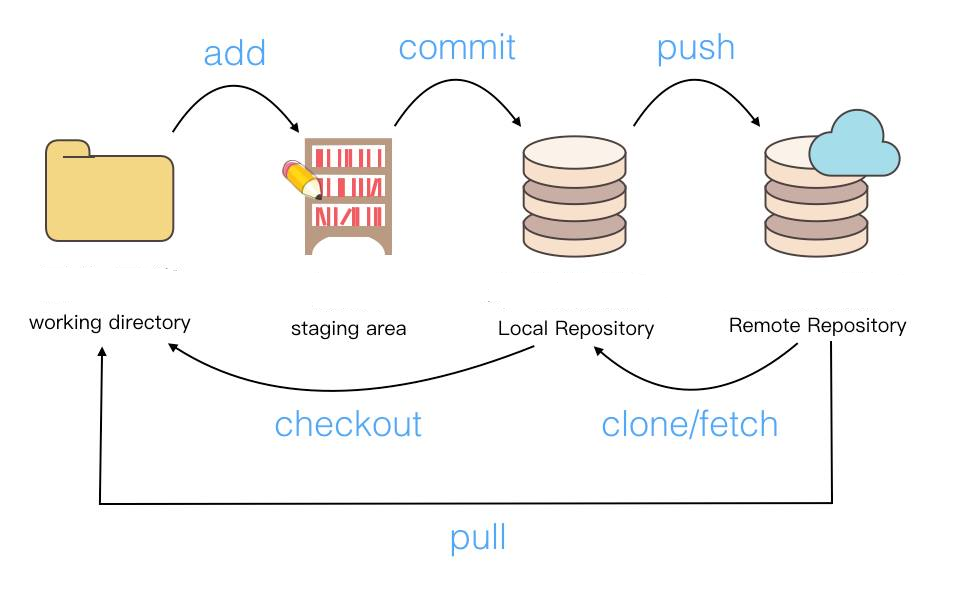 add
commit
push
working directory
staging area
Local Repository
Remote Repository
checkout
clone/fetch
pull